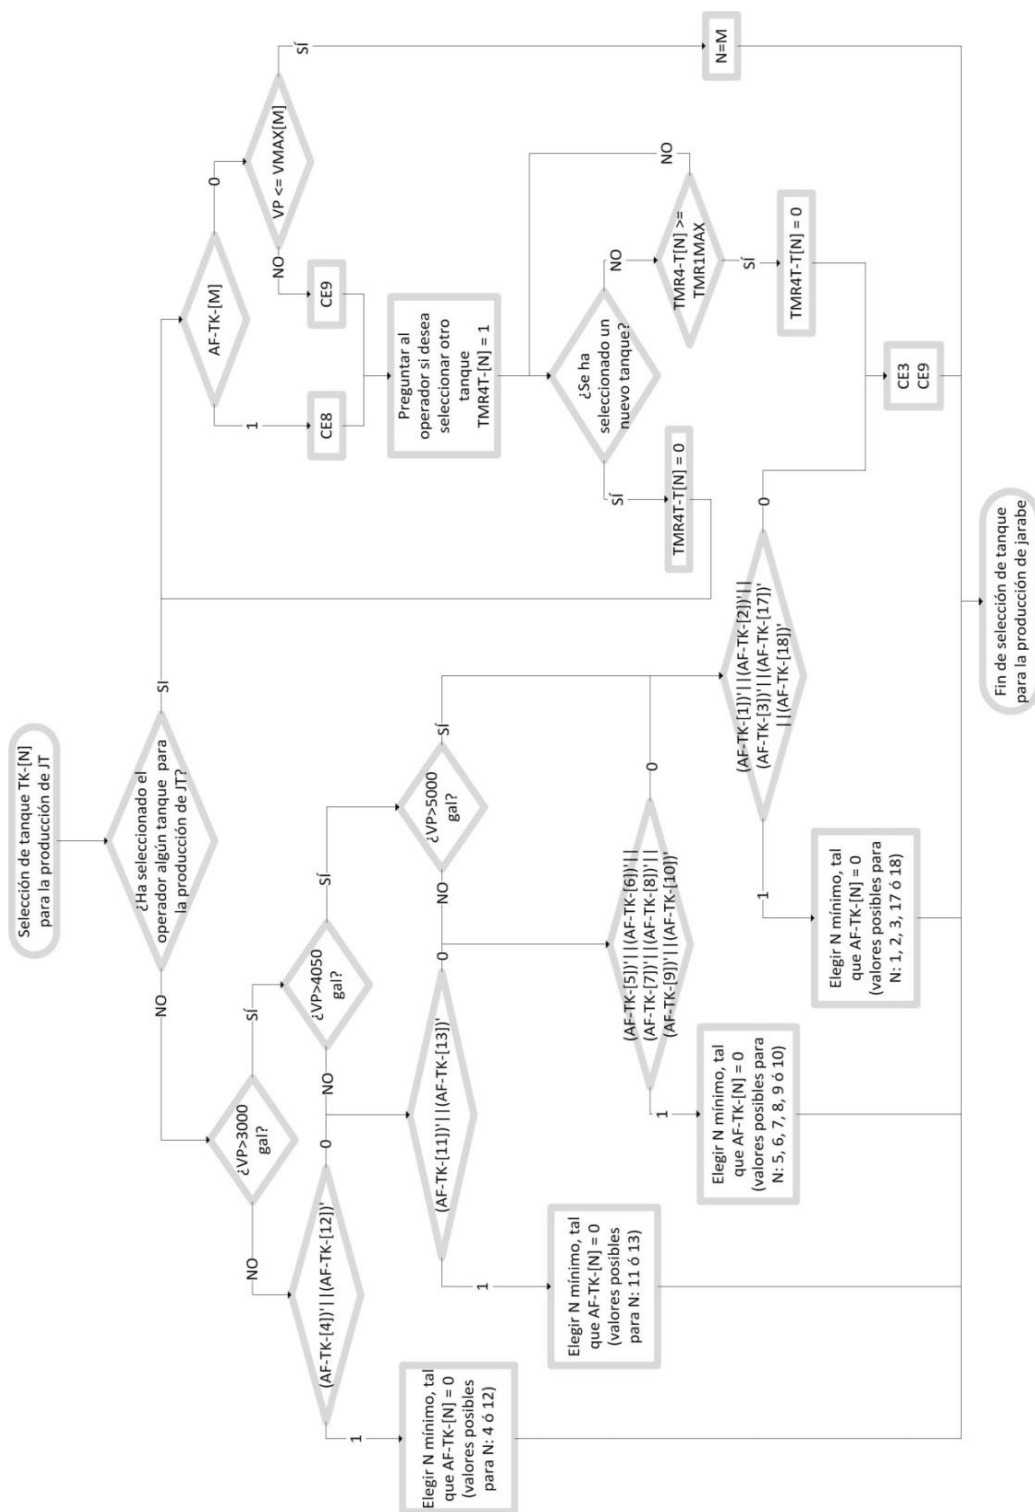 Selección de tanque TK-[N]
para la producción de JT
¿Ha seleccionado el
operador algún tanque para
la producción de JT?
NO
SI
¿VP>3000
gal?
NO
SÍ
¿VP>4050
gal?
NO
SÍ
¿VP>5000
gal?
NO
SÍ
(AF-TK-[4])'||(AF-TK-[12])'
1
0
(AF-TK-[11])'||(AF-TK-[13])'
1
0
(AF-TK-[5])'||(AF-TK-[6])'||
(AF-TK-[7])'||(AF-TK-[8])'||
(AF-TK-[9])'||(AF-TK-[10])'
1
0
(AF-TK-[1])'||(AF-TK-[2])'||
(AF-TK-[3])'||(AF-TK-[17])'
||(AF-TK-[18])'
1
0
Elegir N mínimo, tal
que AF-TK-[N] = 0
(valores posibles
para N: 4 ó 12)
Elegir N mínimo, tal
que AF-TK-[N] = 0
(valores posibles
para N: 11 ó 13)
Elegir N mínimo, tal
que AF-TK-[N] = 0
(valores posibles para
N: 5, 6, 7, 8, 9 ó 10)
Elegir N mínimo, tal
que AF-TK-[N] = 0
(valores posibles para
N: 1, 2, 3, 17 ó 18)
AF-TK-[M]
1
0
VP <= VMAX[M]
NO
SÍ
CE8
CE9
N=M
Preguntar al
operador si desea
seleccionar otro
tanque
TMR4T-[N] = 1
¿Se ha
seleccionado un
nuevo tanque?
SÍ
NO
TMR4-T[N] >=
TMR1MAX
NO
SÍ
TMR4T-T[N] = 0
TMR4T-T[N] = 0
CE3
CE9
Fin de selección de tanque
para la producción de jarabe